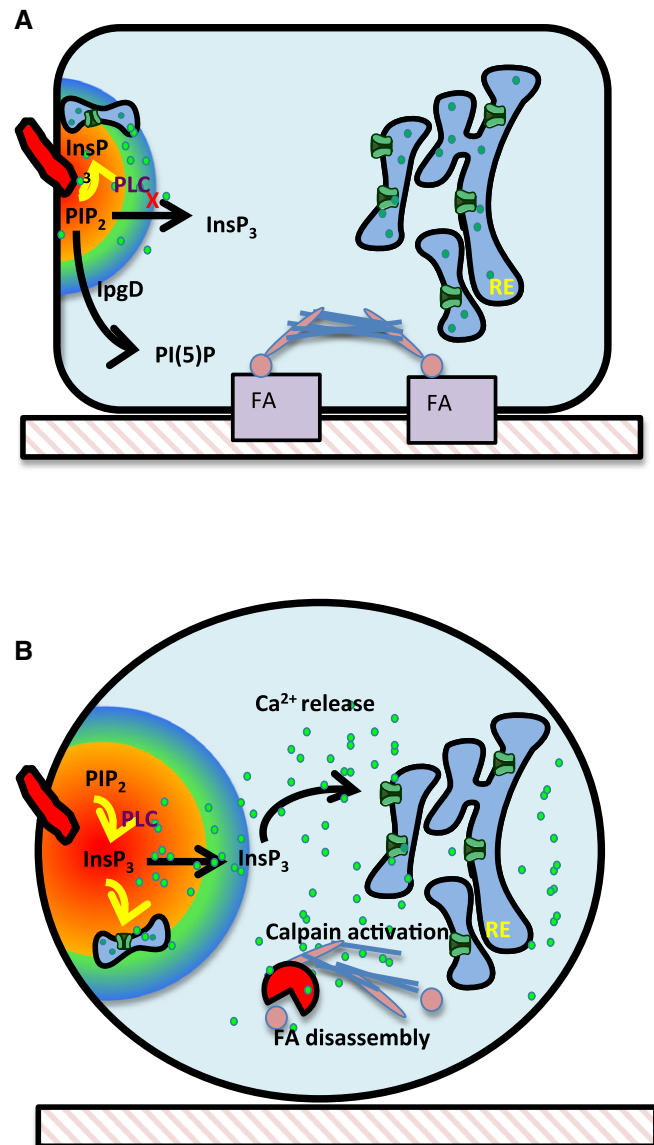 A
InsP
3
PLC
X
PIP2
InsP3
IpgD
RE
PI(5)P
FA
FA
B
Ca2+ release
PIP2
PLC
InsP3
InsP3
Calpain activation
RE
FA disassembly